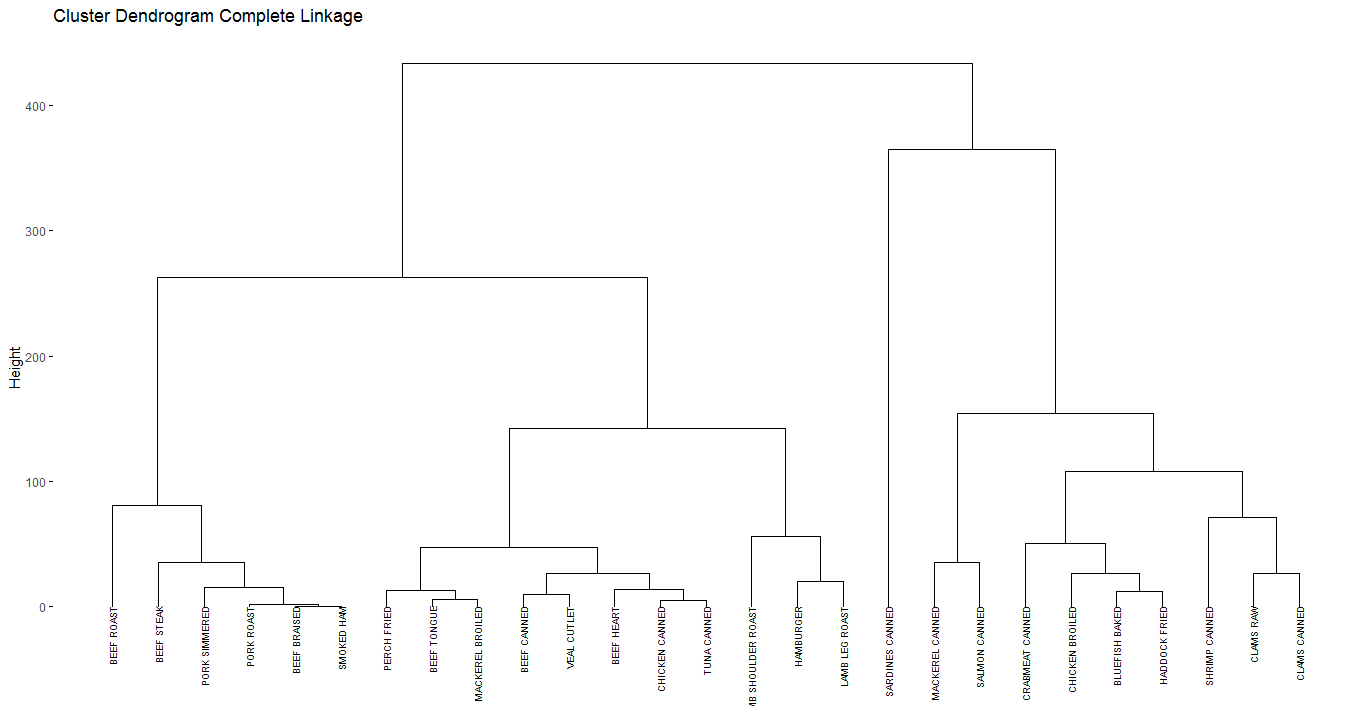 Cluster Dendrogram Complete Linkage
Height
400
300
200
100
0
BEEF ROAST
BEEF STEAK
PORK SIMMERED
PORK ROAST
BEEF BRAISED
SMOKED HAM
PERCH FRIED
BEEF TONGUE
MACKEREL BROILED
BEEF CANNED
VEAL CUTLET
BEEF HEART
CHICKEN CANNED
TUNA CANNED
MB SHOULDER ROAST
HAMBURGER
LAMB LEG ROAST
SARDINES CANNED
MACKEREL CANNED
SALMON CANNED
CRABMEAT CANNED
CHICKEN BROILED
BLUEFISH BAKED
HADDOCK FRIED
SHRIMP CANNED
CLAMS RAW
CLAMS CANNED